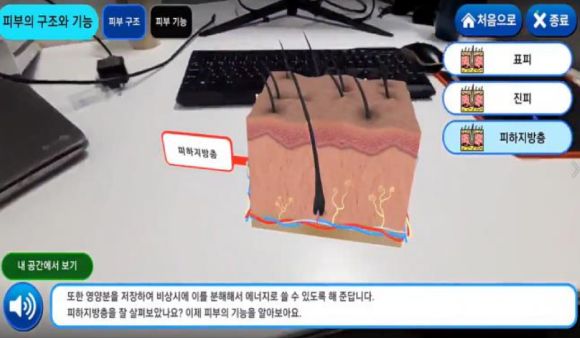 피부의 구조와 기능
피부 구조
피부 기능
처음으로
종료
표피
진피
피하지방층
피하지방층
내 공간에서 보기
또한 영양분을 저장하여 비상시에 이를 분해해서 에너지로 쓸 수 있도록 해 준답니다.
피하지방층을 잘 살펴보았나요? 이제 피부의 기능을 알아보아요.